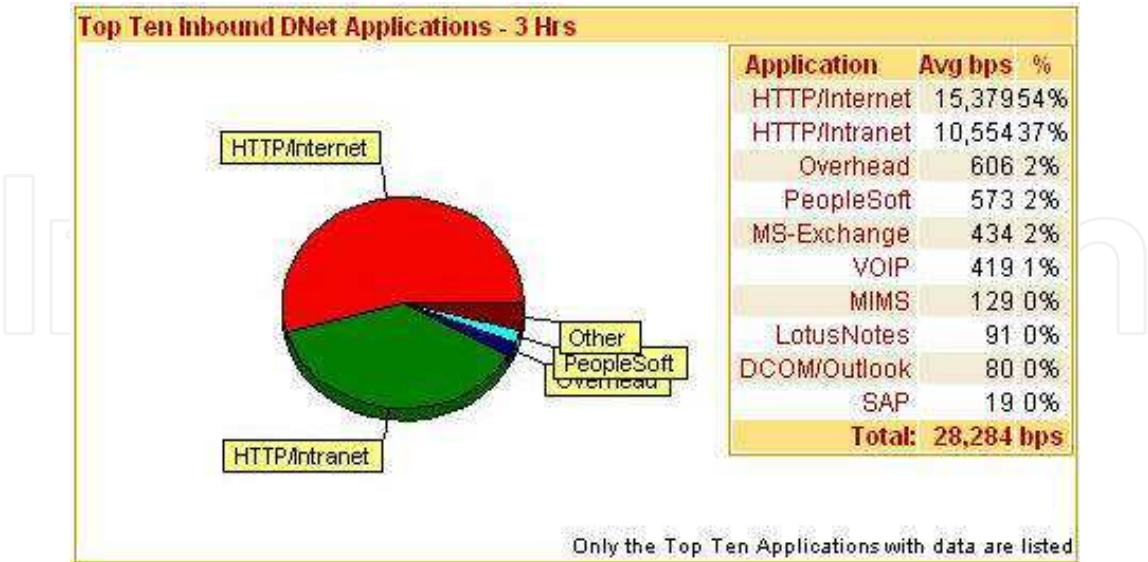 Top Ten Inbound DNet Applications - 3 Hrs
Application Avg bps %
HTTP/Internet 15,379 54%
HTTP/Intranet 10,554 37%
Overhead 606 2%
PeopleSoft 573 2%
MS-Exchange 434 2%
VOIP 419 1%
MIMS 129 0%
LotusNotes 91 0%
DCOM/Outlook 80 0%
SAP 19 0%
Total: 28,284 bps
HTTP/Internet
Other
PeopleSoft
Overhead
HTTP/Intranet
Only the Top Ten Applications with data are listed